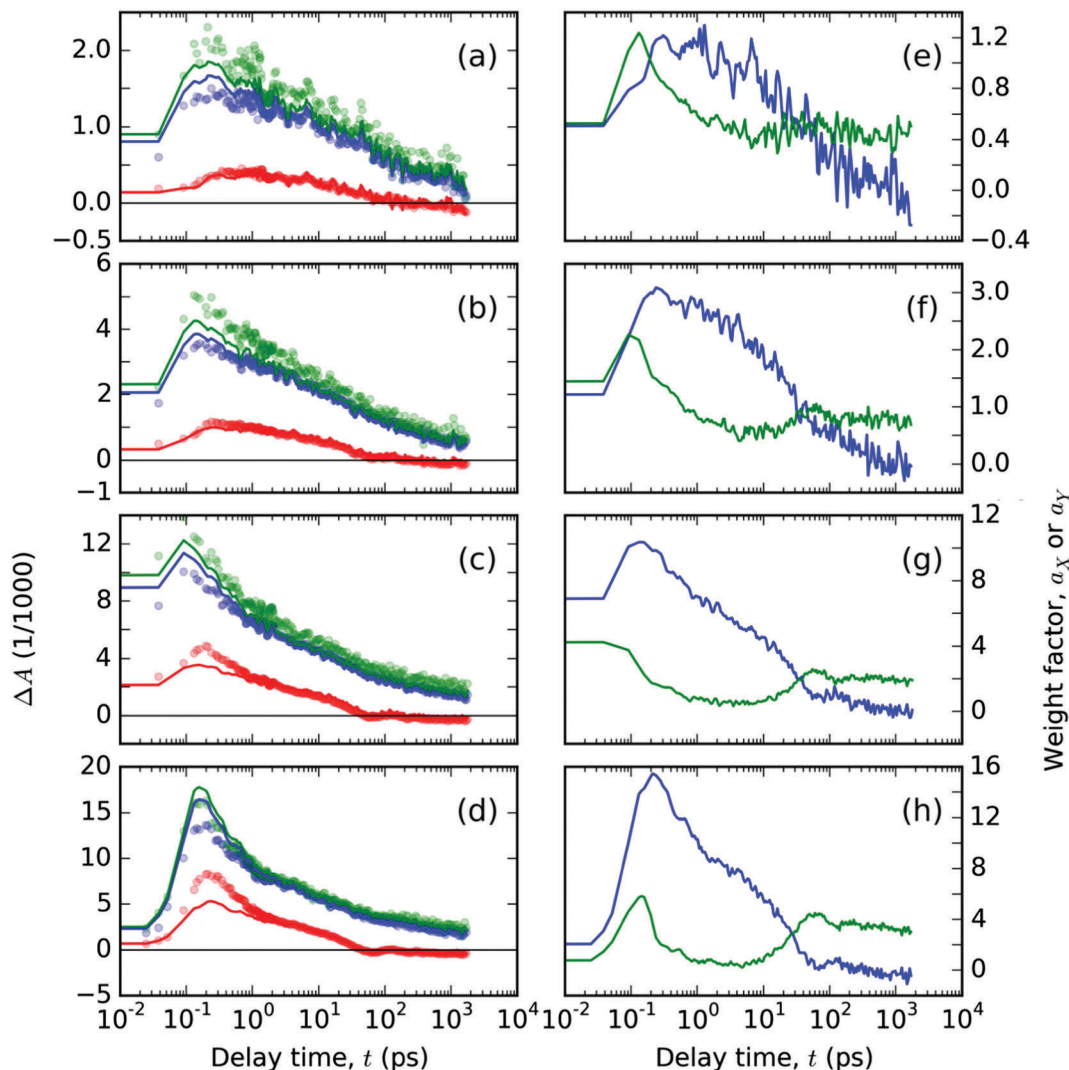 (a)
2.0
1.0
0.0
−0.5
(e)
1.2
0.8
0.4
0.0
−0.4
(b)
6
4
2
0
−1
(f)
3.0
2.0
1.0
0.0
(c)
12
8
4
0
(g)
12
8
4
0
(d)
20
15
10
5
0
−5
(h)
16
12
8
4
0
ΔA (1/1000)
Weight factor, a_X or a_Y
10⁻² 10⁻¹ 10⁰ 10¹ 10² 10³ 10⁴
10⁻² 10⁻¹ 10⁰ 10¹ 10² 10³ 10⁴
Delay time, t (ps)
Delay time, t (ps)